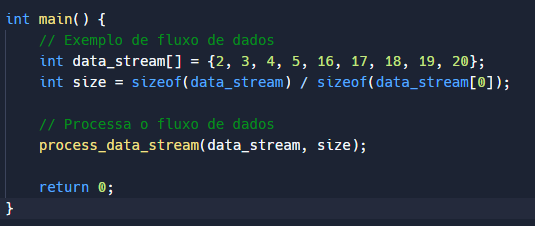 int main() {
    // Exemplo de fluxo de dados
    int data_stream[] = {2, 3, 4, 5, 16, 17, 18, 19, 20};
    int size = sizeof(data_stream) / sizeof(data_stream[0]);

    // Processa o fluxo de dados
    process_data_stream(data_stream, size);

    return 0;
}